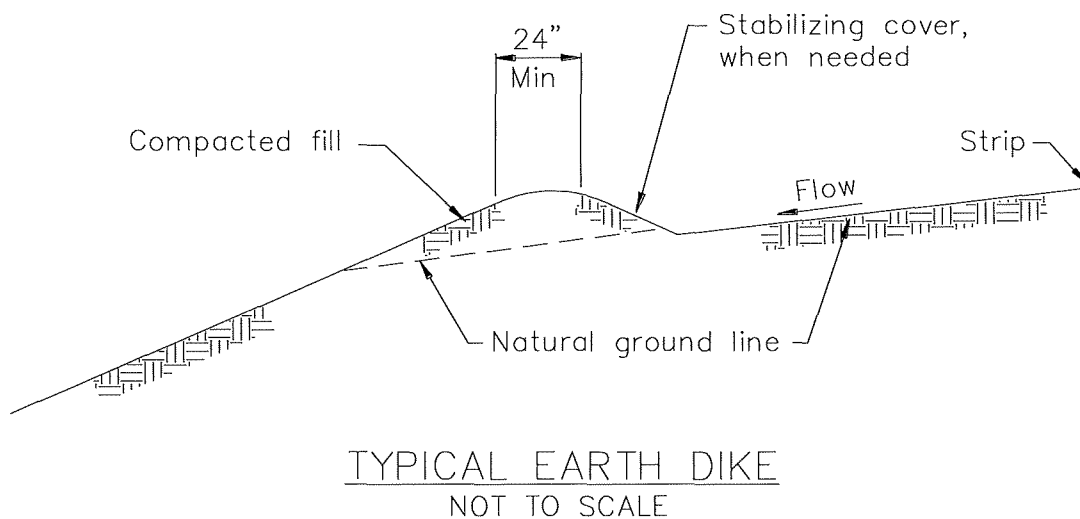 24"
Min
Stabilizing cover,
when needed
Compacted fill
Strip
Flow
Natural ground line
TYPICAL EARTH DIKE
NOT TO SCALE